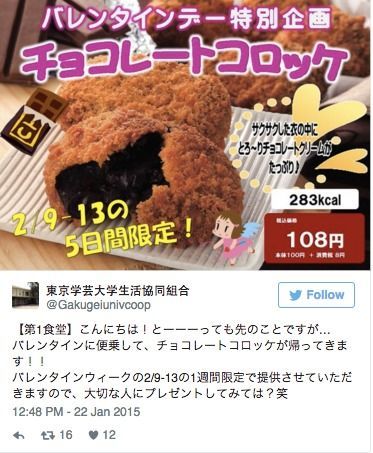 バレンタインデー特別企画
チョコレートコロッケ
サクサクした衣の中に
とろ～りチョコレートクリームが
たっぷり♪
283kcal
税込価格
108円
本体100円 + 消費税 8円
2/9-13の
5日間限定！
東京学芸大学生活協同組合
@Gakugeiunivcoop
Follow
【第1食堂】こんにちは！とーーーっても先のことですが…
バレンタインに便乗して、チョコレートコロッケが帰ってきま
す！！
バレンタインウィークの2/9-13の1週間限定で提供させていただ
きますので、大切な人にプレゼントしてみては？笑
12:48 PM - 22 Jan 2015
16 12